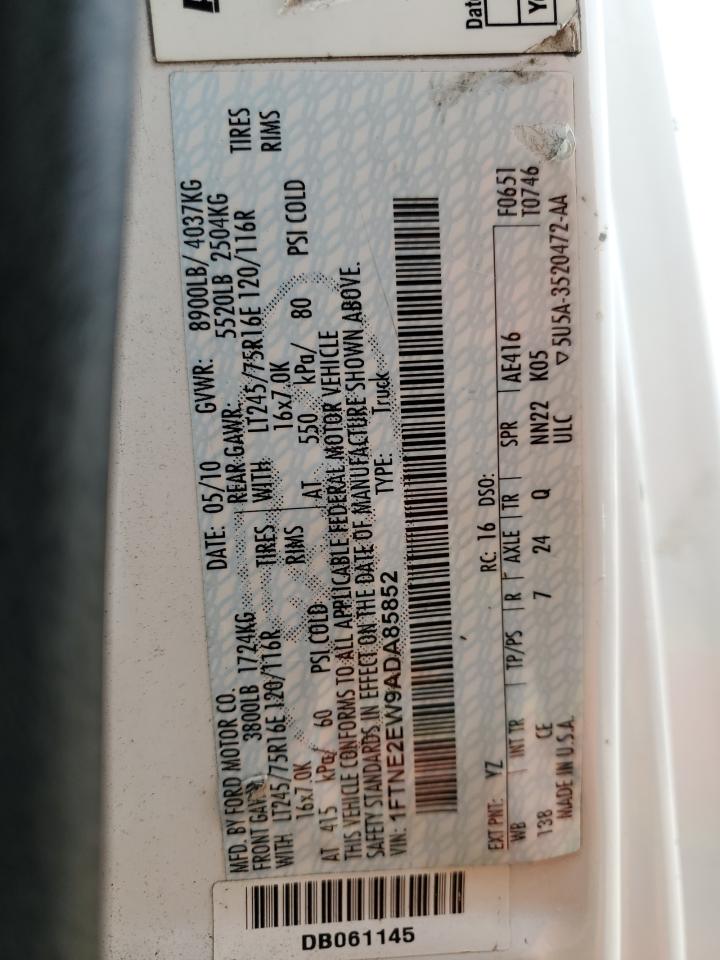 Date
MFD. BY FORD MOTOR CO. DATE: 05/10 GVWR: 8900LB/ 4037KG
FRONT GAWR: 3800LB 1724KG REAR GAWR: 5520LB 2504KG
WITH LT245/75R16E 120/116R TIRES WITH LT245/75R16E 120/116R TIRES
16x7.0K RIMS 16x7.0K RIMS
AT 415 kPa/ 60 PSI COLD AT 550 kPa/ 80 PSI COLD
THIS VEHICLE CONFORMS TO ALL APPLICABLE FEDERAL MOTOR VEHICLE
SAFETY STANDARDS IN EFFECT ON THE DATE OF MANUFACTURE SHOWN ABOVE.
VIN: 1FTNE2EW9ADA85852 TYPE: Truck
EXT PNT: YZ RC: 16 DSO: F0651
WB INT TR TP/PS R AXLE TR SPR AE416 T0746
138 CE 7 24 Q NN22 K05
MADE IN U.S.A. ULC ▽5U5A-3520472-AA
DB061145